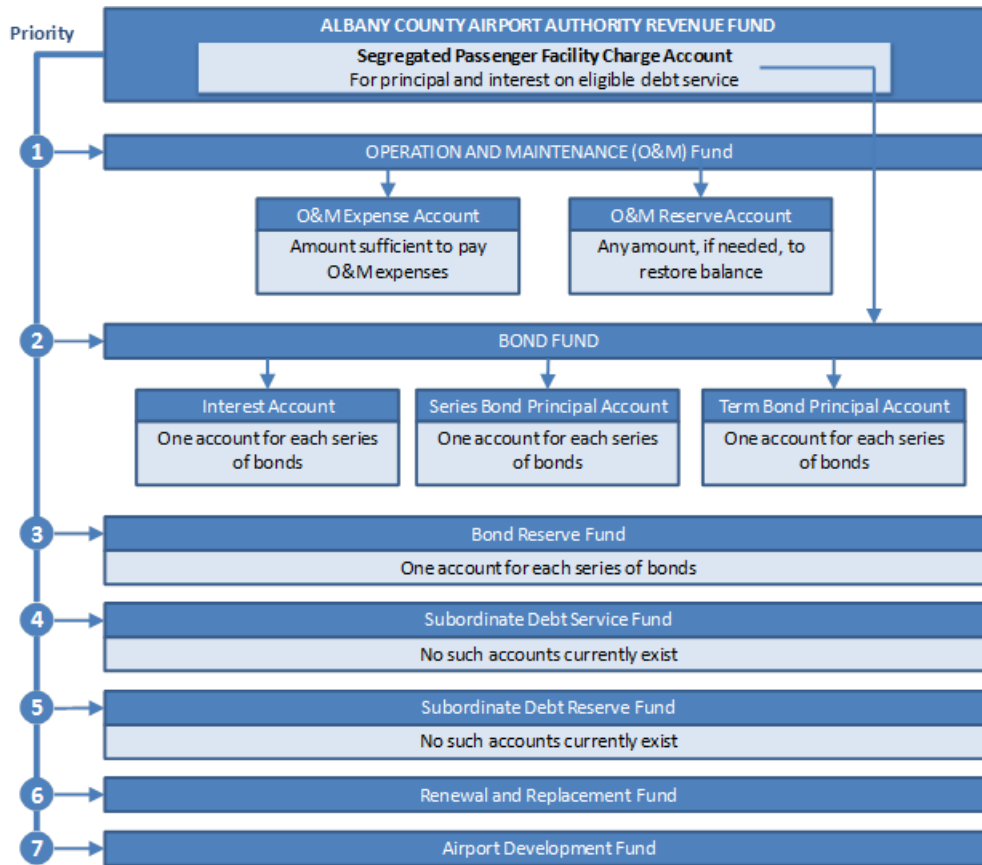 Priority
ALBANY COUNTY AIRPORT AUTHORITY REVENUE FUND
Segregated Passenger Facility Charge Account
For principal and interest on eligible debt service
1
OPERATION AND MAINTENANCE (O&M) Fund
O&M Expense Account
Amount sufficient to pay
O&M expenses
O&M Reserve Account
Any amount, if needed, to
restore balance
2
BOND FUND
Interest Account
One account for each series
of bonds
Series Bond Principal Account
One account for each series
of bonds
Term Bond Principal Account
One account for each series
of bonds
3
Bond Reserve Fund
One account for each series of bonds
4
Subordinate Debt Service Fund
No such accounts currently exist
5
Subordinate Debt Reserve Fund
No such accounts currently exist
6
Renewal and Replacement Fund
7
Airport Development Fund